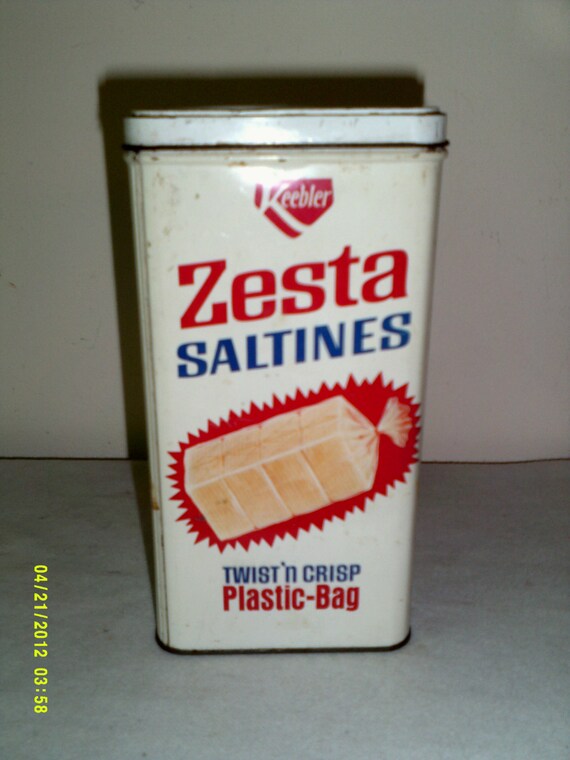 Keebler
Zesta
SALTINES
TWIST'N CRISP
Plastic-Bag
04/21/2012 03:58